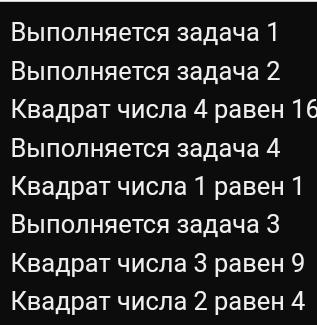 Выполняется задача 1
Выполняется задача 2
Квадрат числа 4 равен 16
Выполняется задача 4
Квадрат числа 1 равен 1
Выполняется задача 3
Квадрат числа 3 равен 9
Квадрат числа 2 равен 4